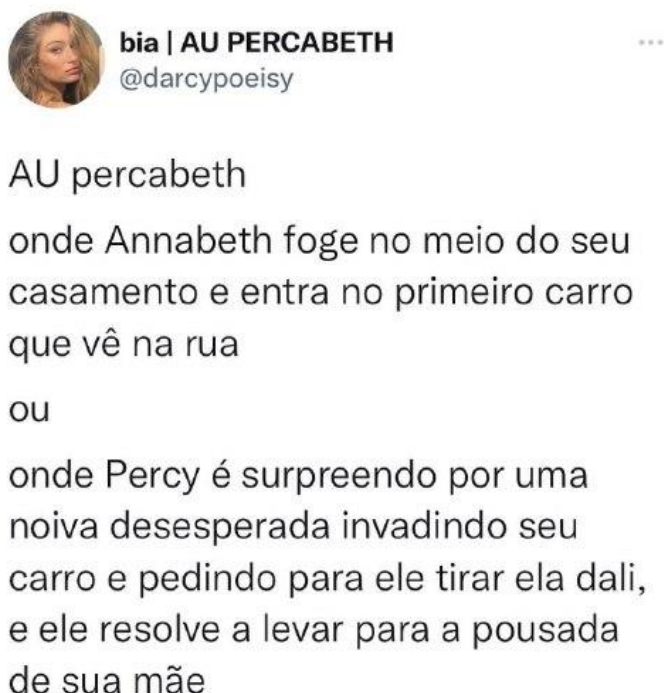 bia | AU PERCABETH
@darcypoeisy
AU percabeth
onde Annabeth foge no meio do seu
casamento e entra no primeiro carro
que vê na rua
ou
onde Percy é surpreendo por uma
noiva desesperada invadindo seu
carro e pedindo para ele tirar ela dali,
e ele resolve a levar para a pousada
de sua mãe